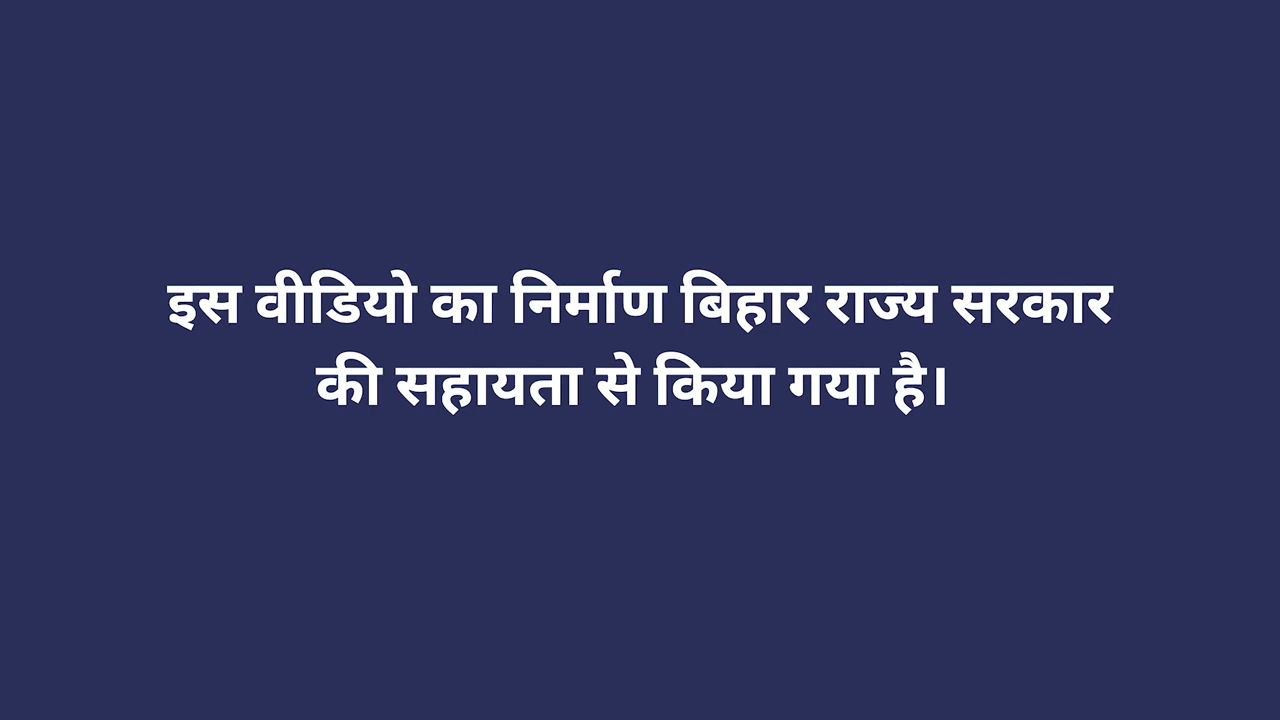 इस वीडियो का निर्माण बिहार राज्य सरकार
की सहायता से किया गया है।